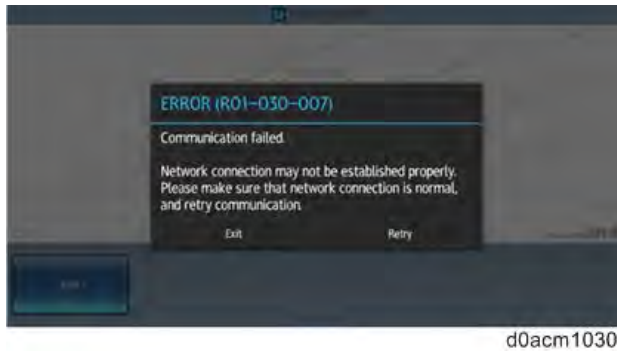 ERROR (R01-030-007)
Communication failed.
Network connection may not be established properly.
Please make sure that network connection is normal,
and retry communication.
Exit
Retry
d0acm1030